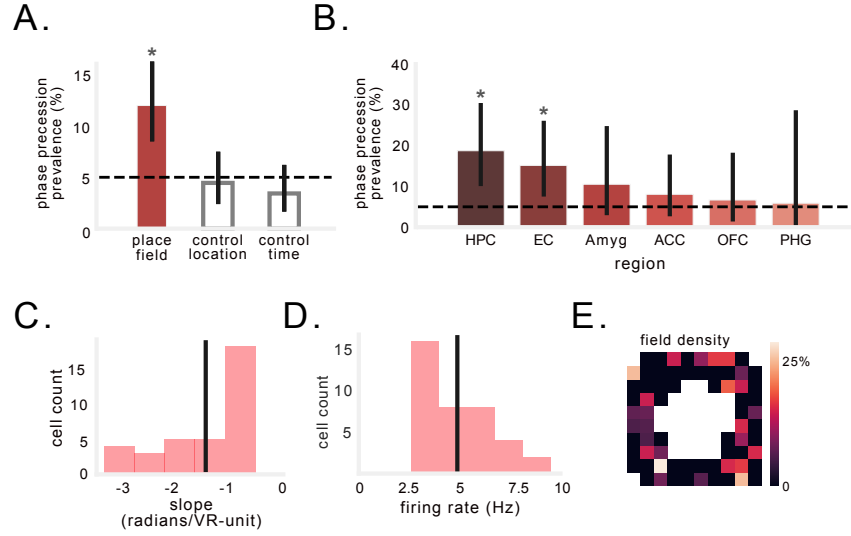 A.
phase precession
prevalence (%)
15
10
5
0
*
place
field
control
location
control
time
B.
phase precession
prevalence (%)
40
30
20
10
0
*
*
HPC
EC
Amyg
ACC
OFC
PHG
region
C.
cell count
15
10
5
0
-3
-2
-1
0
slope
(radians/VR-unit)
D.
cell count
15
10
5
0
2.5
5
7.5
10
firing rate (Hz)
E.
field density
25%
0